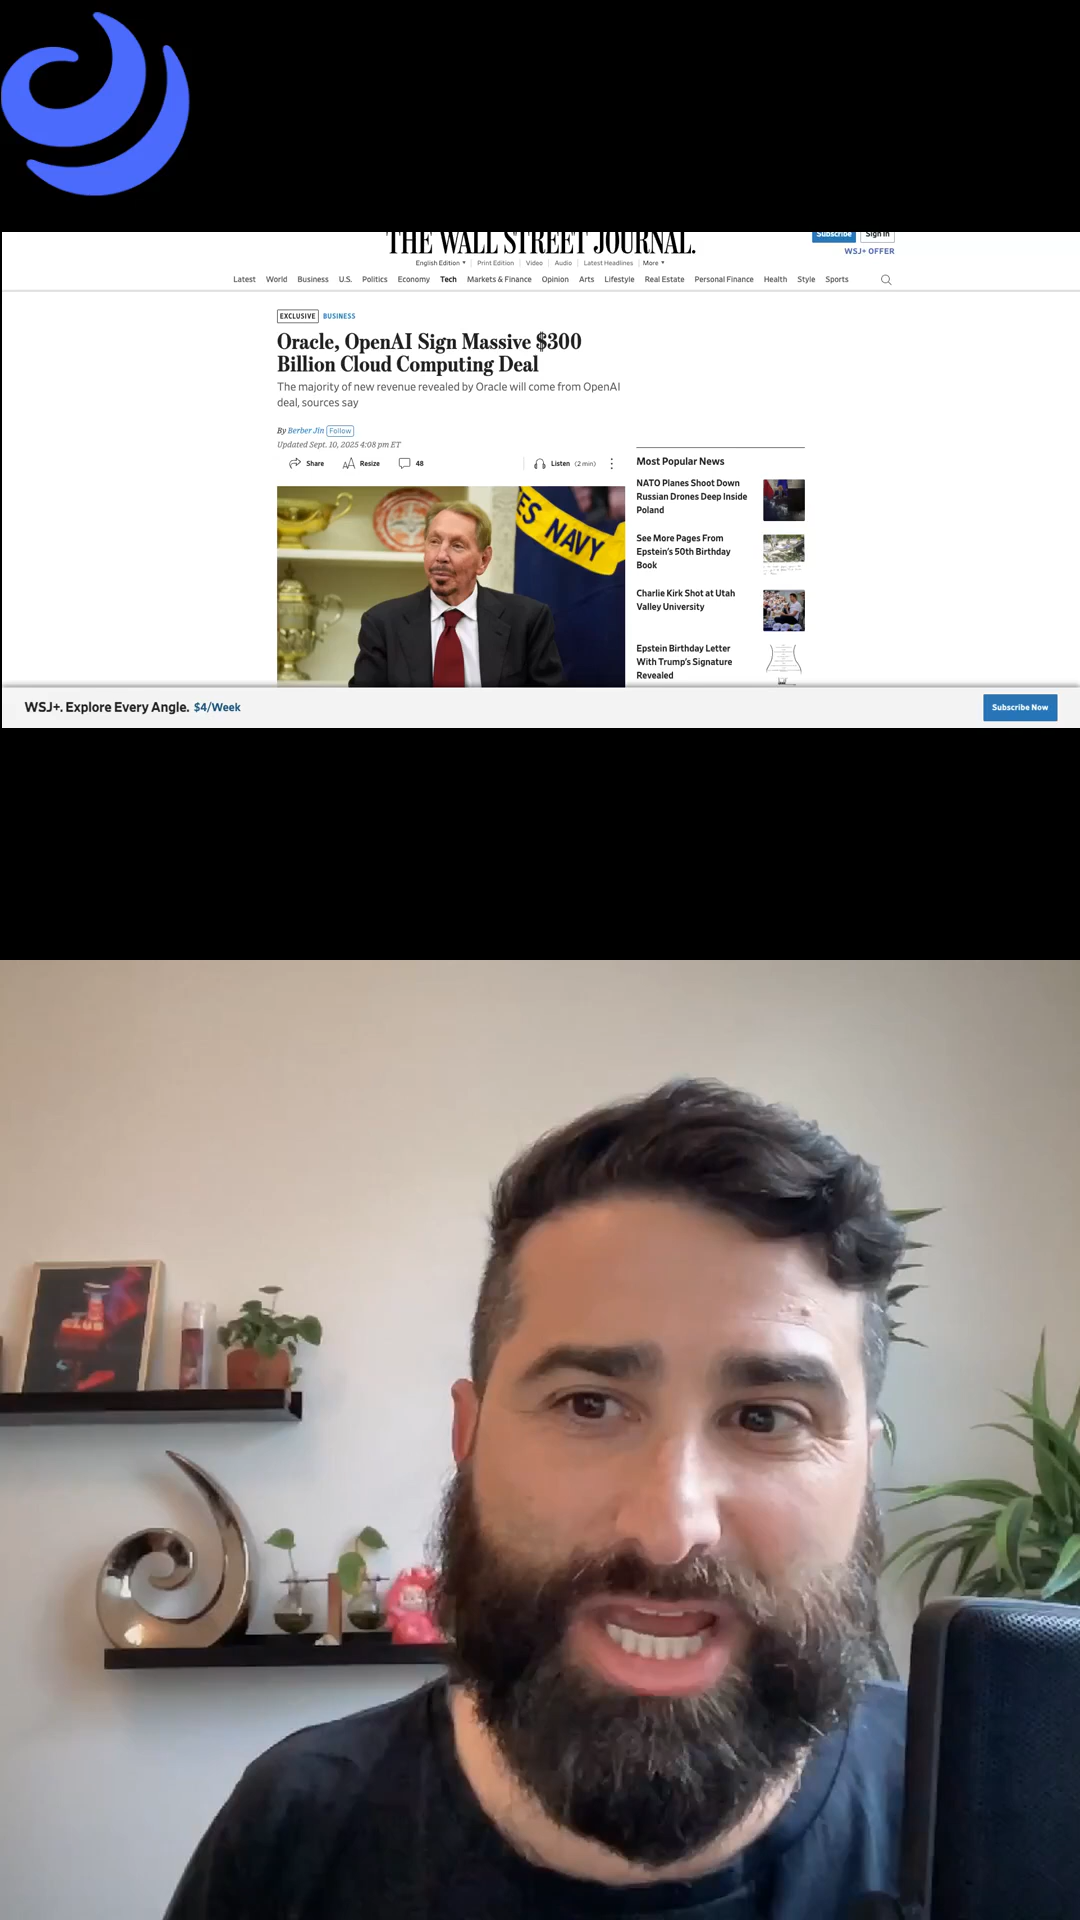 THE WALL STREET JOURNAL.
Subscribe
Sign In
WSJ+ OFFER
English Edition
Print Edition
Video
Audio
Latest Headlines
More
Latest
World
Business
U.S.
Politics
Economy
Tech
Markets & Finance
Opinion
Arts
Lifestyle
Real Estate
Personal Finance
Health
Style
Sports
EXCLUSIVE
BUSINESS
Oracle, OpenAI Sign Massive $300
Billion Cloud Computing Deal
The majority of new revenue revealed by Oracle will come from OpenAI
deal, sources say
By Berber Jin Follow
Updated Sept. 10, 2025 4:08 pm ET
Share
AA Resize
48
Listen (2 min)
ES NAVY
Most Popular News
NATO Planes Shoot Down
Russian Drones Deep Inside
Poland
See More Pages From
Epstein's 50th Birthday
Book
Charlie Kirk Shot at Utah
Valley University
Epstein Birthday Letter
With Trump's Signature
Revealed
WSJ+. Explore Every Angle. $4/Week
Subscribe Now